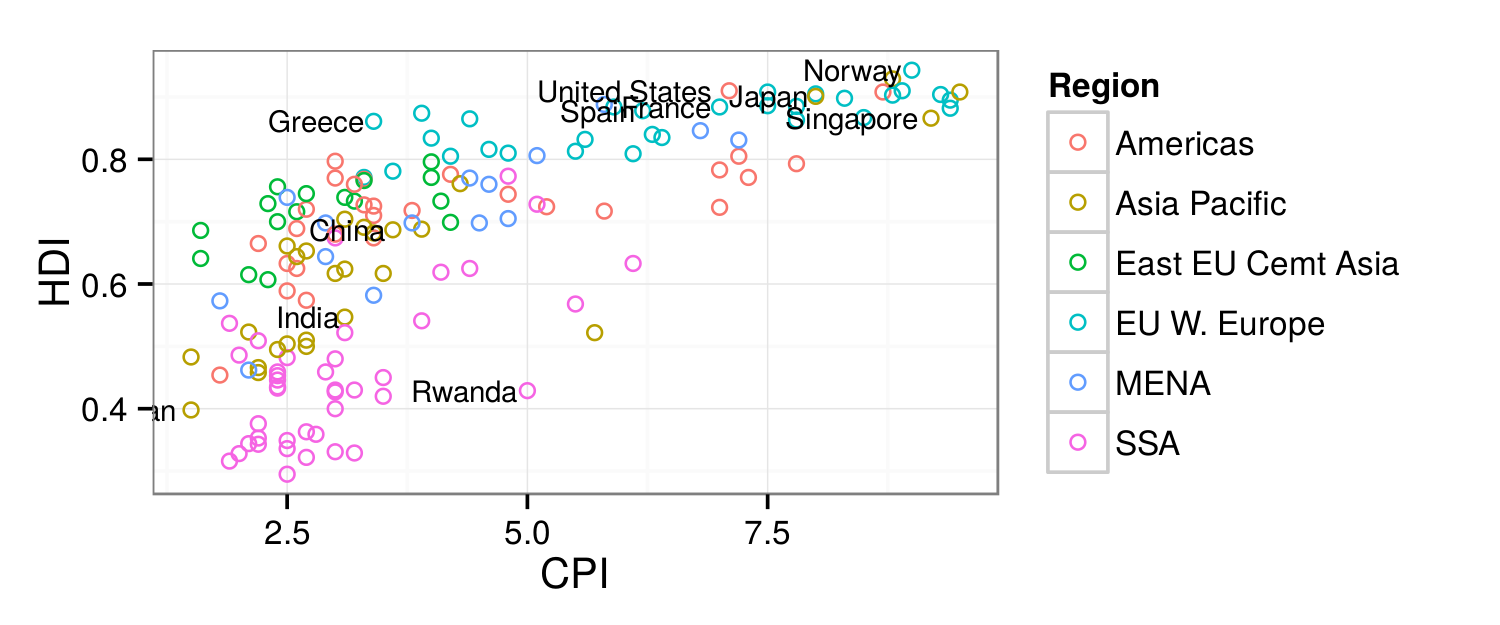 Norway
United States
Japan
Spain
France
Singapore
Greece
China
India
Rwanda
an
0.8
0.6
0.4
HDI
2.5 5.0 7.5
CPI
Region
Americas
Asia Pacific
East EU Cemt Asia
EU W. Europe
MENA
SSA